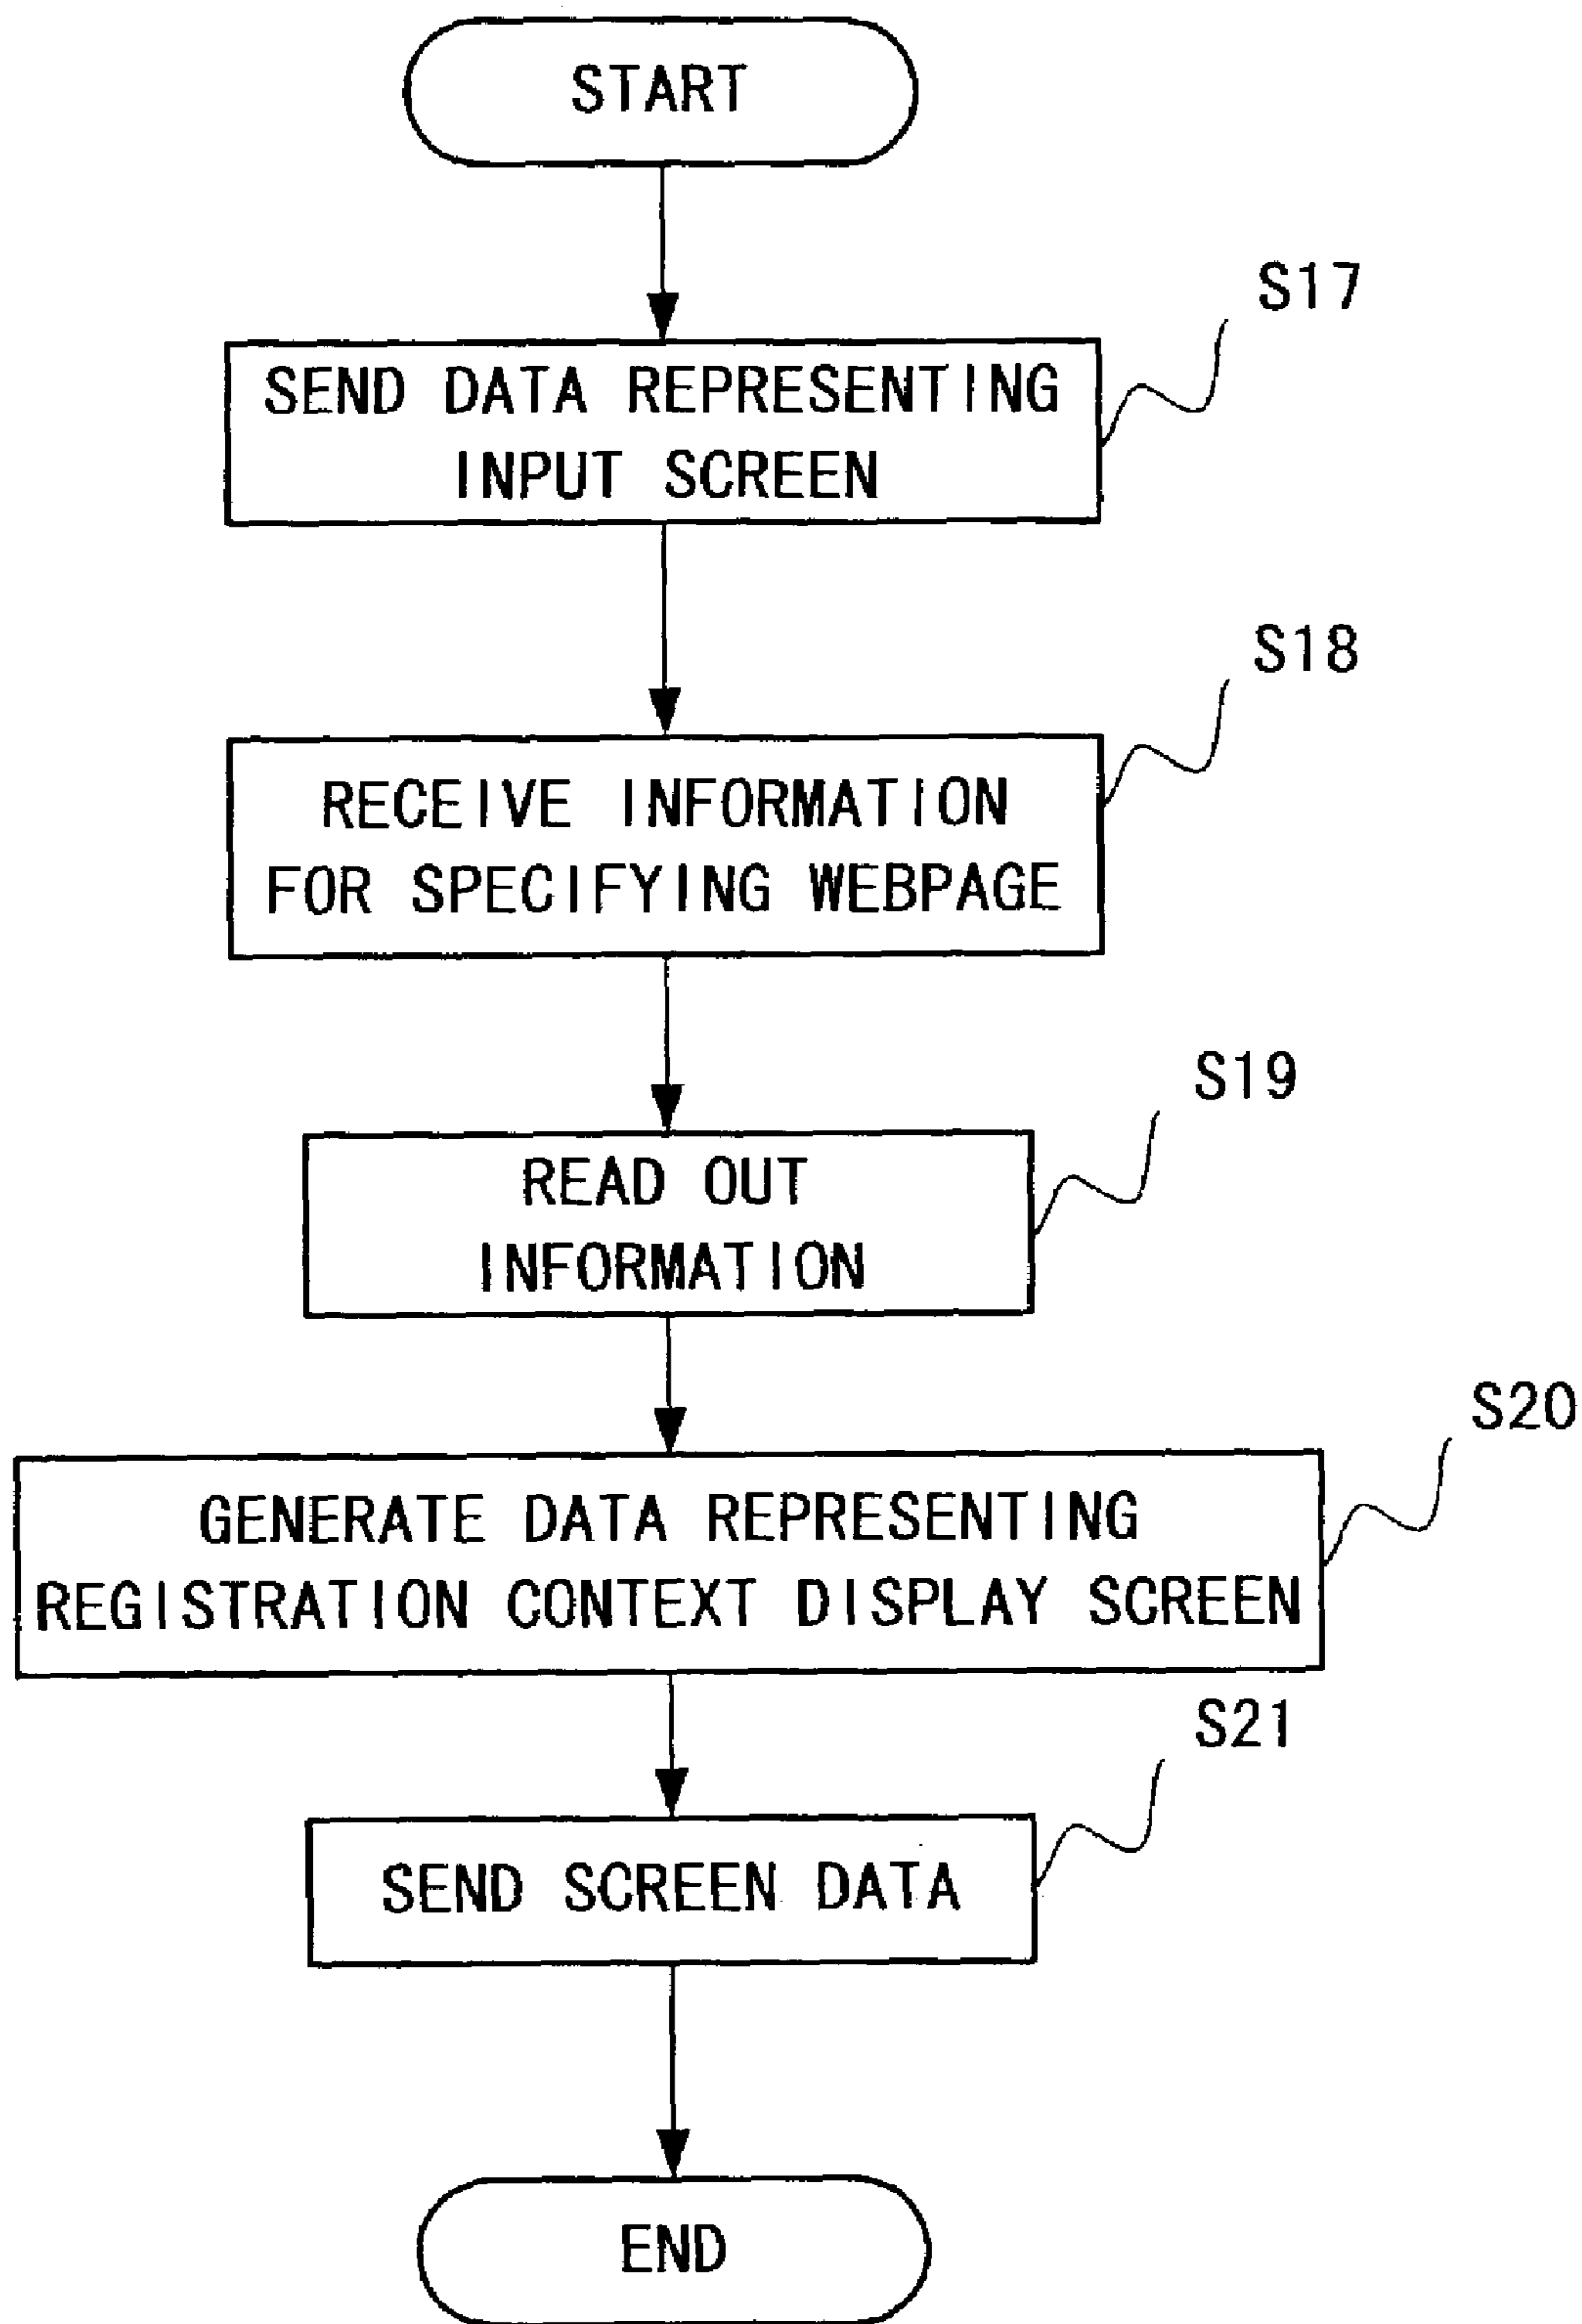 START
S17
SEND DATA REPRESENTING
INPUT SCREEN
S18
RECEIVE INFORMATION
FOR SPECIFYING WEBPAGE
S19
READ OUT
INFORMATION
S20
GENERATE DATA REPRESENTING
REGISTRATION CONTEXT DISPLAY SCREEN
S21
SEND SCREEN DATA
END